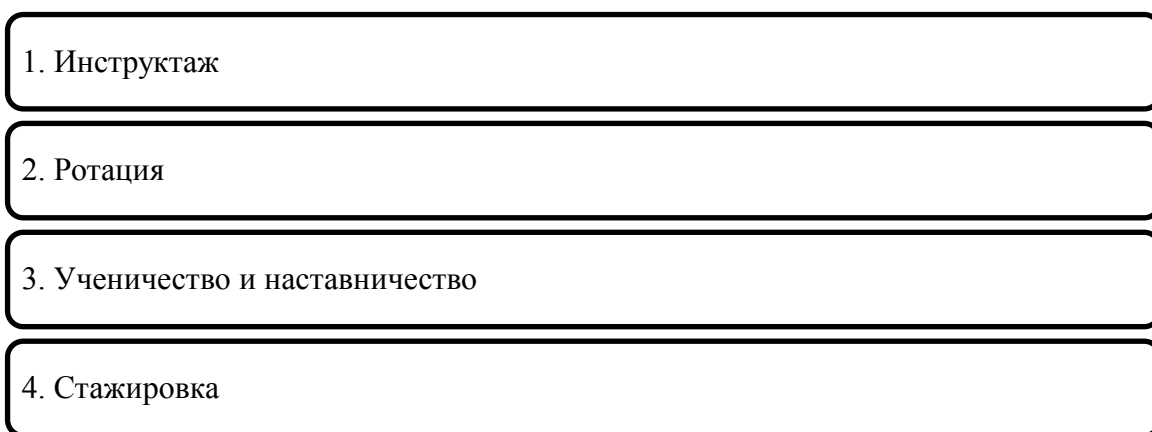 1. Инструктаж
2. Ротация
3. Ученичество и наставничество
4. Стажировка